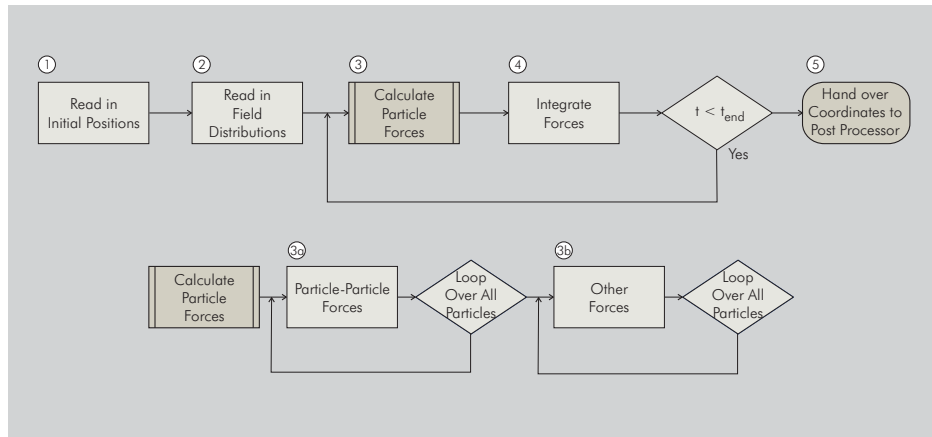 1
Read in
Initial Positions
2
Read in
Field
Distributions
3
Calculate
Particle
Forces
4
Integrate
Forces
t < tend
Yes
5
Hand over
Coordinates to
Post Processor
Calculate
Particle
Forces
3a
Particle-Particle
Forces
Loop
Over All
Particles
3b
Other
Forces
Loop
Over All
Particles